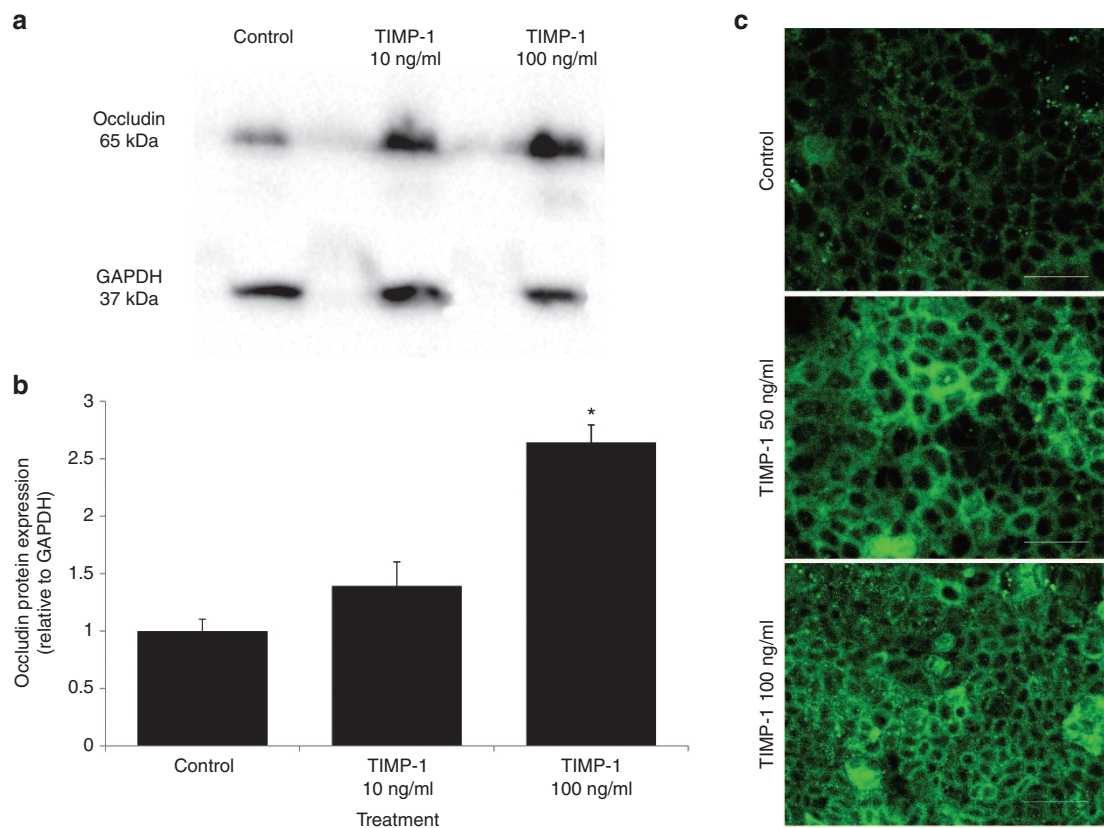 a
Control
TIMP-1
10 ng/ml
TIMP-1
100 ng/ml
Occludin
65 kDa
GAPDH
37 kDa
b
Occludin protein expression
(relative to GAPDH)
3
2.5
2
1.5
1
0.5
0
*
Control
TIMP-1
10 ng/ml
TIMP-1
100 ng/ml
Treatment
c
Control
TIMP-1 50 ng/ml
TIMP-1 100 ng/ml